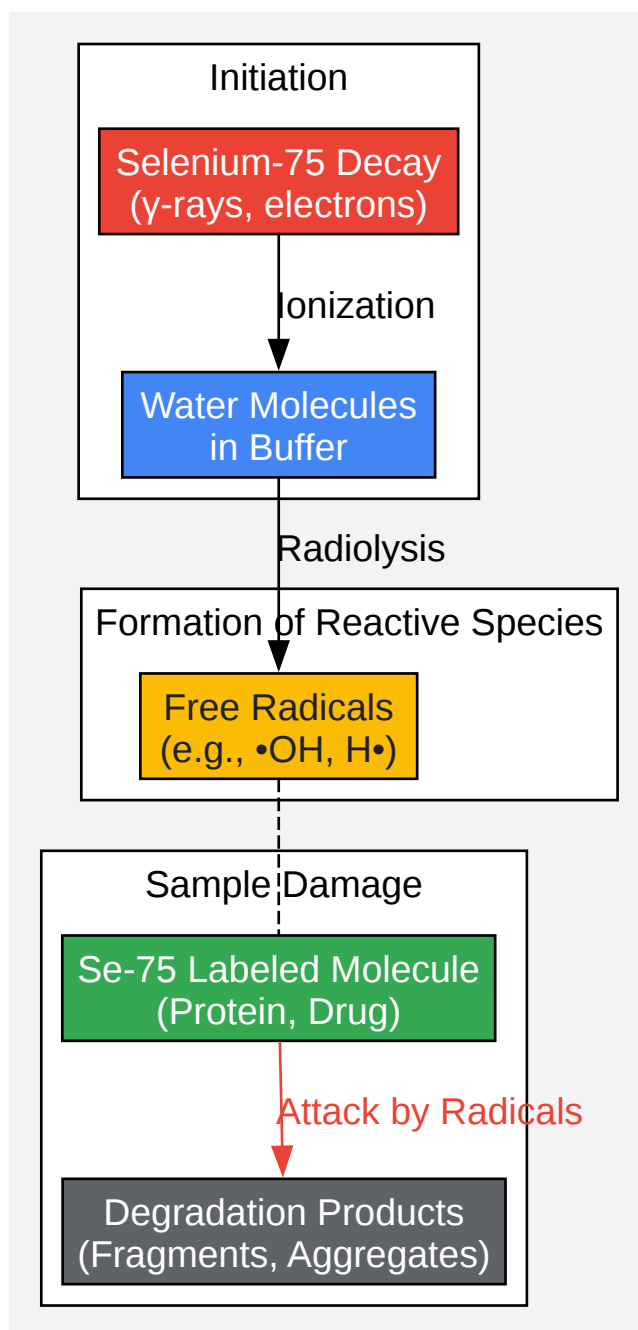 Initiation
Selenium-75 Decay
(γ-rays, electrons)
Ionization
Water Molecules
in Buffer
Radiolysis
Formation of Reactive Species
Free Radicals
(e.g., •OH, H•)
Sample Damage
Se-75 Labeled Molecule
(Protein, Drug)
Attack by Radicals
Degradation Products
(Fragments, Aggregates)